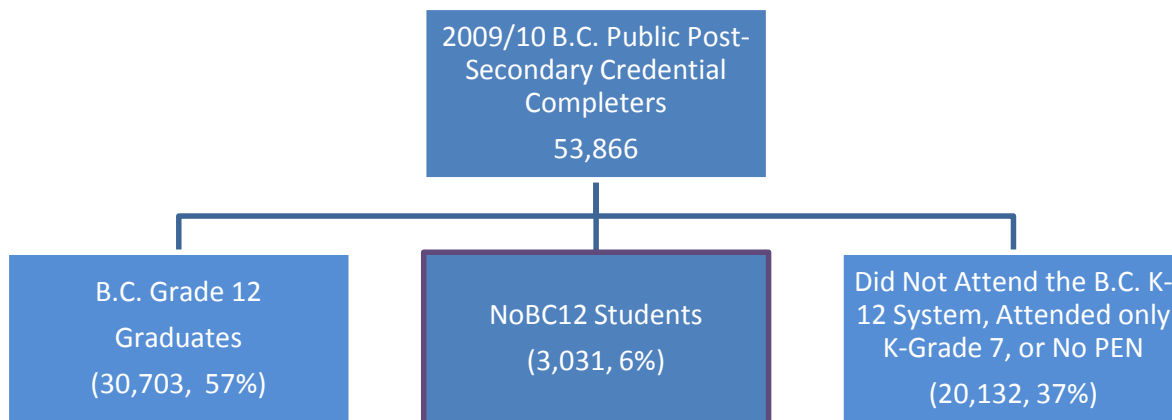 2009/10 B.C. Public Post-
Secondary Credential
Completers
53,866
B.C. Grade 12
Graduates
(30,703,  57%)
NoBC12 Students
(3,031, 6%)
Did Not Attend the B.C. K-
12 System, Attended only
K-Grade 7, or No PEN
(20,132, 37%)